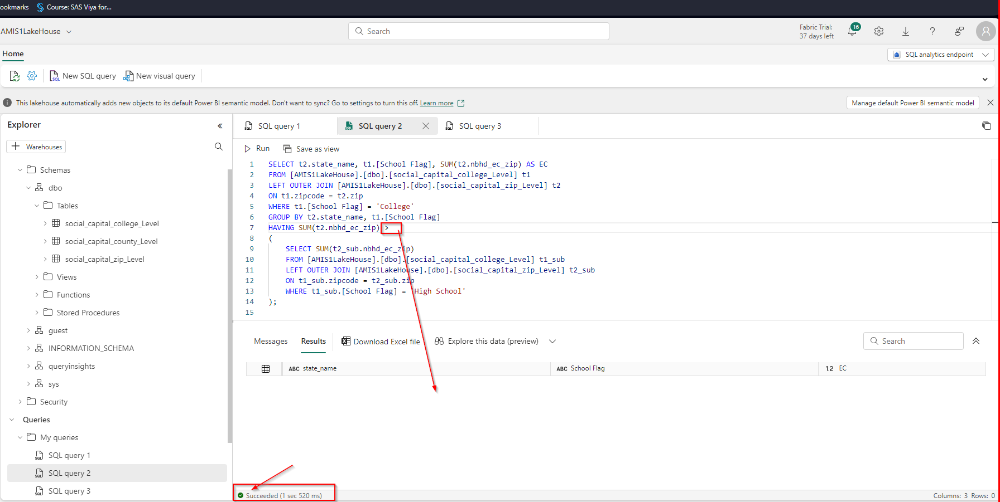 ookmarks Course: SAS Viya for...
AMIS1LakeHouse
Search
Fabric Trial:
37 days left
16
Home
SQL analytics endpoint
New SQL query New visual query
This lakehouse automatically adds new objects to its default Power BI semantic model. Don't want to sync? Go to settings to turn this off. Learn more
Manage default Power BI semantic model
Explorer
Warehouses
Schemas
dbo
Tables
social_capital_college_Level
social_capital_county_Level
social_capital_zip_Level
Views
Functions
Stored Procedures
guest
INFORMATION_SCHEMA
queryinsights
sys
Security
Queries
My queries
SQL query 1
SQL query 2
SQL query 3
SQL query 1 SQL query 2 SQL query 3
Run Save as view
1 SELECT t2.state_name, t1.[School Flag], SUM(t2.nbhd_ec_zip) AS EC
2 FROM [AMIS1LakeHouse].[dbo].[social_capital_college_Level] t1
3 LEFT OUTER JOIN [AMIS1LakeHouse].[dbo].[social_capital_zip_Level] t2
4 ON t1.zipcode = t2.zip
5 WHERE t1.[School Flag] = 'College'
6 GROUP BY t2.state_name, t1.[School Flag]
7 HAVING SUM(t2.nbhd_ec_zip) >
8 (
9 SELECT SUM(t2_sub.nbhd_ec_zip)
10 FROM [AMIS1LakeHouse].[dbo].[social_capital_college_Level] t1_sub
11 LEFT OUTER JOIN [AMIS1LakeHouse].[dbo].[social_capital_zip_Level] t2_sub
12 ON t1_sub.zipcode = t2_sub.zip
13 WHERE t1_sub.[School Flag] = 'High School'
14 );
15
Messages Results Download Excel file Explore this data (preview)
Search
ABC state_name ABC School Flag 1.2 EC
Succeeded (1 sec 520 ms)
Columns: 3 Rows: 0